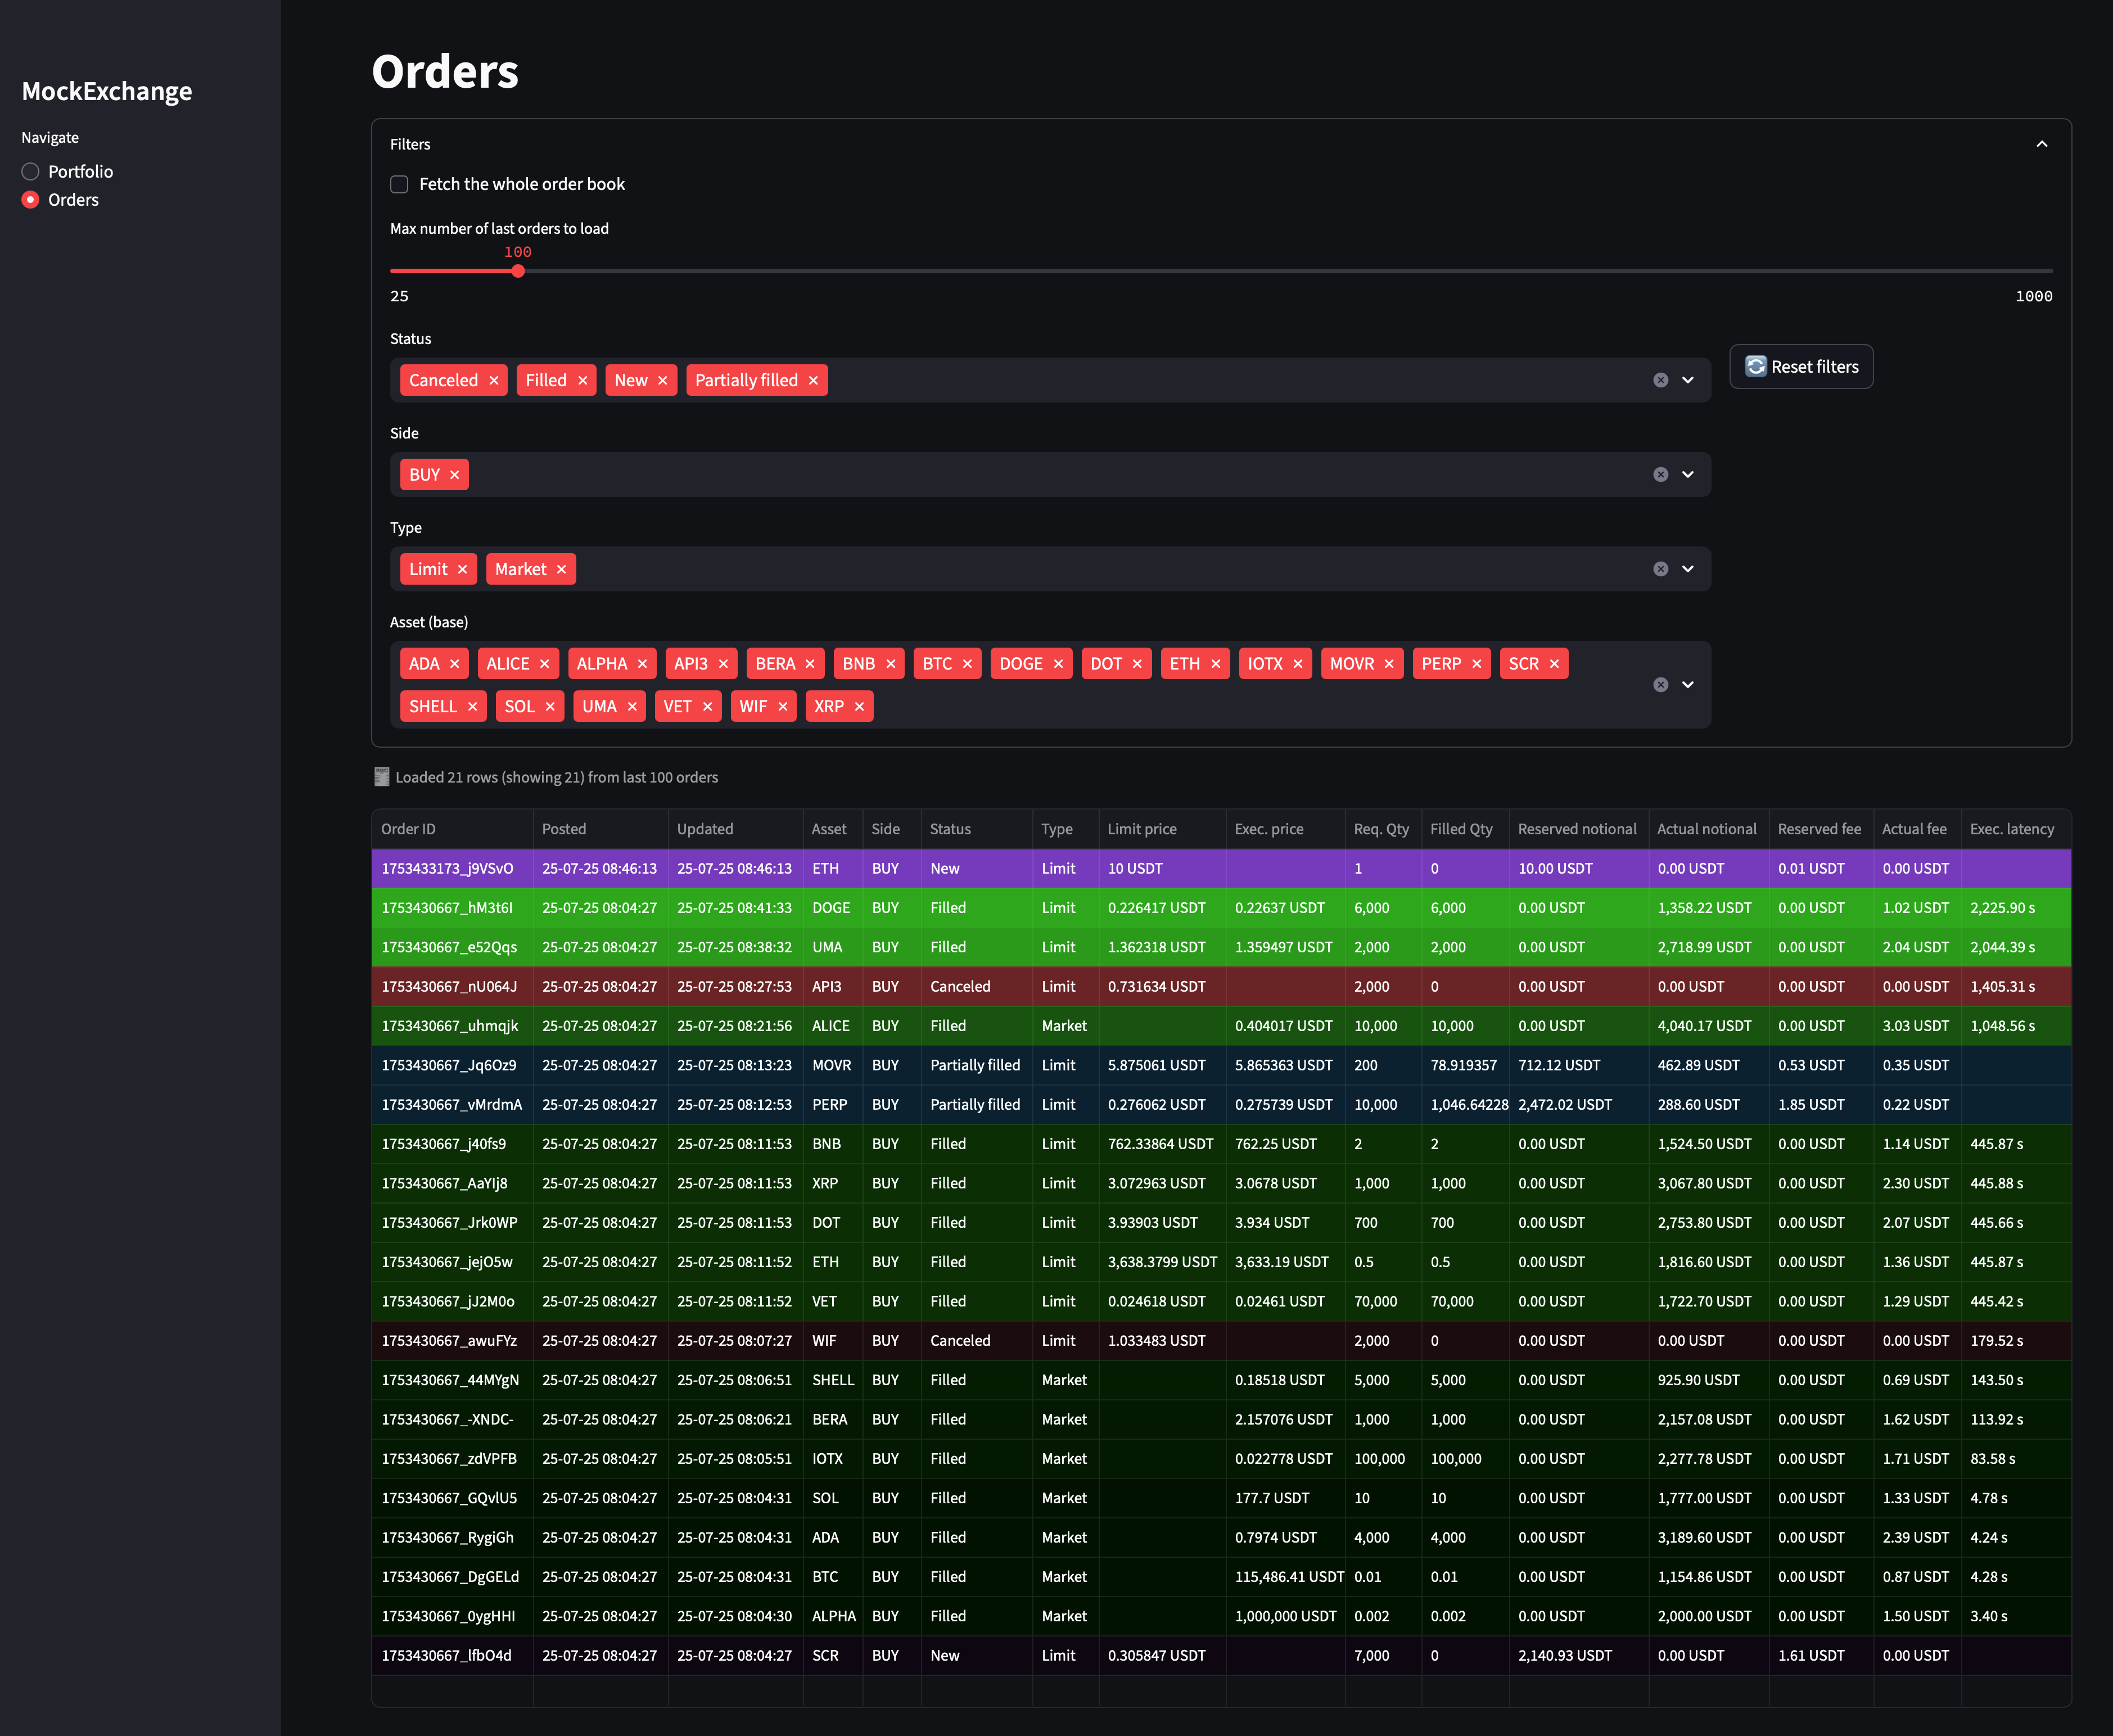 MockExchange
Navigate
Portfolio
Orders
Orders
Filters
Fetch the whole order book
Max number of last orders to load
100
25 1000
Status
Canceled Filled New Partially filled
Reset filters
Side
BUY
Type
Limit Market
Asset (base)
ADA ALICE ALPHA API3 BERA BNB BTC DOGE DOT ETH IOTX MOVR PERP SCR
SHELL SOL UMA VET WIF XRP
Loaded 21 rows (showing 21) from last 100 orders
Order ID Posted Updated Asset Side Status Type Limit price Exec. price Req. Qty Filled Qty Reserved notional Actual notional Reserved fee Actual fee Exec. latency
1753433173_j9VSvO 25-07-25 08:46:13 25-07-25 08:46:13 ETH BUY New Limit 10 USDT 1 0 10.00 USDT 0.00 USDT 0.01 USDT 0.00 USDT
1753430667_hM3t6I 25-07-25 08:04:27 25-07-25 08:41:33 DOGE BUY Filled Limit 0.226417 USDT 0.22637 USDT 6,000 6,000 0.00 USDT 1,358.22 USDT 0.00 USDT 1.02 USDT 2,225.90 s
1753430667_e52Qqs 25-07-25 08:04:27 25-07-25 08:38:32 UMA BUY Filled Limit 1.362318 USDT 1.359497 USDT 2,000 2,000 0.00 USDT 2,718.99 USDT 0.00 USDT 2.04 USDT 2,044.39 s
1753430667_nU064J 25-07-25 08:04:27 25-07-25 08:27:53 API3 BUY Canceled Limit 0.731634 USDT 2,000 0 0.00 USDT 0.00 USDT 0.00 USDT 0.00 USDT 1,405.31 s
1753430667_uhmqjk 25-07-25 08:04:27 25-07-25 08:21:56 ALICE BUY Filled Market 0.404017 USDT 10,000 10,000 0.00 USDT 4,040.17 USDT 0.00 USDT 3.03 USDT 1,048.56 s
1753430667_Jq6Oz9 25-07-25 08:04:27 25-07-25 08:13:23 MOVR BUY Partially filled Limit 5.875061 USDT 5.865363 USDT 200 78.919357 712.12 USDT 462.89 USDT 0.53 USDT 0.35 USDT
1753430667_vMrdmA 25-07-25 08:04:27 25-07-25 08:12:53 PERP BUY Partially filled Limit 0.276062 USDT 0.275739 USDT 10,000 1,046.64228 2,472.02 USDT 288.60 USDT 1.85 USDT 0.22 USDT
1753430667_j40fs9 25-07-25 08:04:27 25-07-25 08:11:53 BNB BUY Filled Limit 762.33864 USDT 762.25 USDT 2 2 0.00 USDT 1,524.50 USDT 0.00 USDT 1.14 USDT 445.87 s
1753430667_AaYIj8 25-07-25 08:04:27 25-07-25 08:11:53 XRP BUY Filled Limit 3.072963 USDT 3.0678 USDT 1,000 1,000 0.00 USDT 3,067.80 USDT 0.00 USDT 2.30 USDT 445.88 s
1753430667_Jrk0WP 25-07-25 08:04:27 25-07-25 08:11:53 DOT BUY Filled Limit 3.93903 USDT 3.934 USDT 700 700 0.00 USDT 2,753.80 USDT 0.00 USDT 2.07 USDT 445.66 s
1753430667_jejO5w 25-07-25 08:04:27 25-07-25 08:11:52 ETH BUY Filled Limit 3,638.3799 USDT 3,633.19 USDT 0.5 0.5 0.00 USDT 1,816.60 USDT 0.00 USDT 1.36 USDT 445.87 s
1753430667_jJ2M0o 25-07-25 08:04:27 25-07-25 08:11:52 VET BUY Filled Limit 0.024618 USDT 0.02461 USDT 70,000 70,000 0.00 USDT 1,722.70 USDT 0.00 USDT 1.29 USDT 445.42 s
1753430667_awuFYz 25-07-25 08:04:27 25-07-25 08:07:27 WIF BUY Canceled Limit 1.033483 USDT 2,000 0 0.00 USDT 0.00 USDT 0.00 USDT 0.00 USDT 179.52 s
1753430667_44MYgN 25-07-25 08:04:27 25-07-25 08:06:51 SHELL BUY Filled Market 0.18518 USDT 5,000 5,000 0.00 USDT 925.90 USDT 0.00 USDT 0.69 USDT 143.50 s
1753430667_-XNDC- 25-07-25 08:04:27 25-07-25 08:06:21 BERA BUY Filled Market 2.157076 USDT 1,000 1,000 0.00 USDT 2,157.08 USDT 0.00 USDT 1.62 USDT 113.92 s
1753430667_zdVPFB 25-07-25 08:04:27 25-07-25 08:05:51 IOTX BUY Filled Market 0.022778 USDT 100,000 100,000 0.00 USDT 2,277.78 USDT 0.00 USDT 1.71 USDT 83.58 s
1753430667_GQvlU5 25-07-25 08:04:27 25-07-25 08:04:31 SOL BUY Filled Market 177.7 USDT 10 10 0.00 USDT 1,777.00 USDT 0.00 USDT 1.33 USDT 4.78 s
1753430667_RygiGh 25-07-25 08:04:27 25-07-25 08:04:31 ADA BUY Filled Market 0.7974 USDT 4,000 4,000 0.00 USDT 3,189.60 USDT 0.00 USDT 2.39 USDT 4.24 s
1753430667_DgGELd 25-07-25 08:04:27 25-07-25 08:04:31 BTC BUY Filled Market 115,486.41 USDT 0.01 0.01 0.00 USDT 1,154.86 USDT 0.00 USDT 0.87 USDT 4.28 s
1753430667_0ygHHI 25-07-25 08:04:27 25-07-25 08:04:30 ALPHA BUY Filled Market 1,000,000 USDT 0.002 0.002 0.00 USDT 2,000.00 USDT 0.00 USDT 1.50 USDT 3.40 s
1753430667_lfbO4d 25-07-25 08:04:27 25-07-25 08:04:27 SCR BUY New Limit 0.305847 USDT 7,000 0 2,140.93 USDT 0.00 USDT 1.61 USDT 0.00 USDT